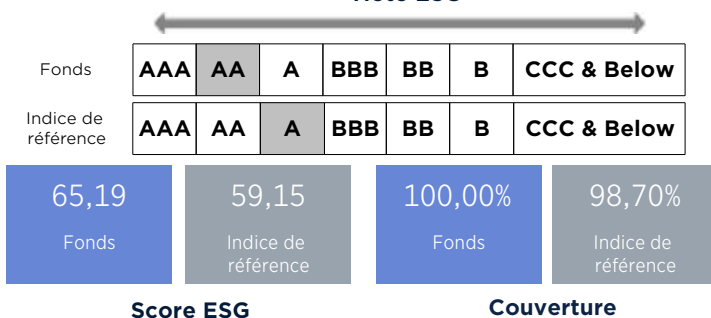 Note ESG
Fonds
AAA AA A BBB BB B CCC & Below
Indice de
référence
AAA AA A BBB BB B CCC & Below
65,19
Fonds
59,15
Indice de
référence
100,00%
Fonds
98,70%
Indice de
référence
Score ESG
Couverture